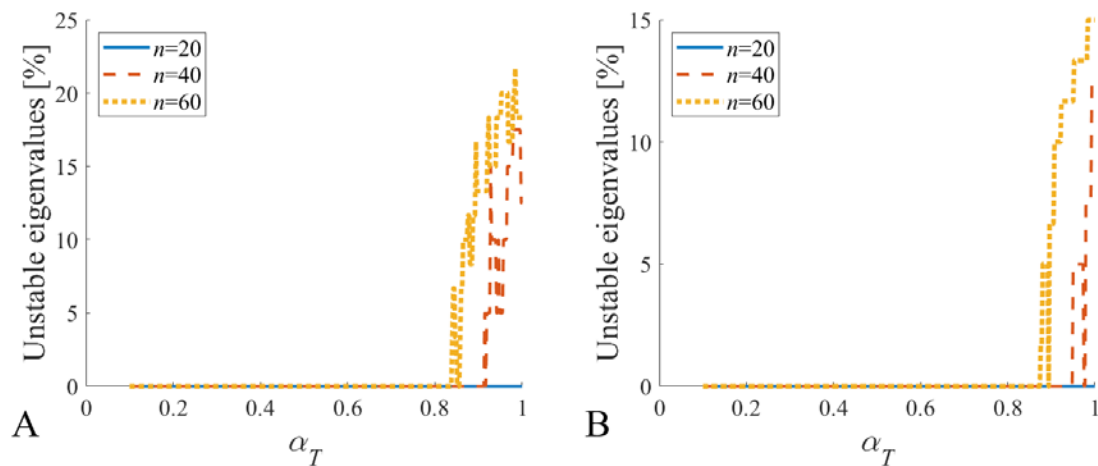 25
20
15
10
5
0
Unstable eigenvalues [%]
n=20
n=40
n=60
0
0.2
0.4
0.6
0.8
1
α_T
A
15
10
5
0
Unstable eigenvalues [%]
n=20
n=40
n=60
0
0.2
0.4
0.6
0.8
1
α_T
B